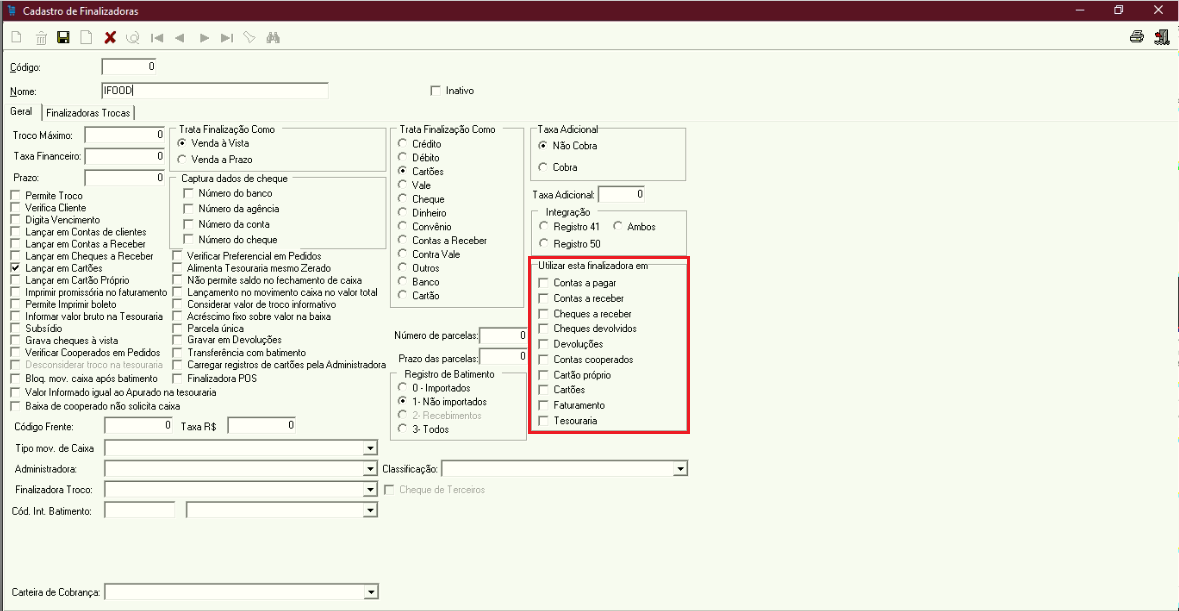 Cadastro de Finalizadoras
Código: 0
Nome: IFOOD
Inativo
Geral
Finalizadoras Trocas
Troco Máximo: 0
Taxa Financeiro: 0
Prazo: 0
Permite Troco
Verifica Cliente
Digita Vencimento
Lançar em Contas de clientes
Lançar em Contas a Receber
Lançar em Cheques a Receber
Lançar em Cartões
Lançar em Cartão Próprio
Imprimir promissória no faturamento
Permite Imprimir boleto
Informar valor bruto na Tesouraria
Subsídio
Grava cheques à vista
Verificar Cooperados em Pedidos
Desconsiderar troco na tesouraria
Bloq. mov. caixa após batimento
Valor Informado igual ao Apurado na tesouraria
Baixa de cooperado não solicita caixa
Trata Finalização Como
Venda à Vista
Venda a Prazo
Captura dados de cheque
Número do banco
Número da agência
Número da conta
Número do cheque
Verificar Preferencial em Pedidos
Alimenta Tesouraria mesmo Zerado
Não permite saldo no fechamento de caixa
Lançamento no movimento caixa no valor total
Considerar valor de troco informativo
Acréscimo fixo sobre valor na baixa
Parcela única
Gravar em Devoluções
Transferência com batimento
Carregar registros de cartões pela Administradora
Finalizadora POS
Trata Finalização Como
Crédito
Débito
Cartões
Vale
Cheque
Dinheiro
Convênio
Contas a Receber
Contra Vale
Outros
Banco
Cartão
Número de parcelas: 0
Prazo das parcelas: 0
Registro de Batimento
0 - Importados
1- Não importados
2- Recebimentos
3- Todos
Taxa Adicional
Não Cobra
Cobra
Taxa Adicional: 0
Integração
Registro 41
Ambos
Registro 50
Utilizar esta finalizadora em
Contas a pagar
Contas a receber
Cheques a receber
Cheques devolvidos
Devoluções
Contas cooperados
Cartão próprio
Cartões
Faturamento
Tesouraria
Código Frente: 0
Taxa R$ 0
Tipo mov. de Caixa
Administradora:
Classificação:
Finalizadora Troco:
Cheque de Terceiros
Cód. Int. Batimento:
Carteira de Cobrança: